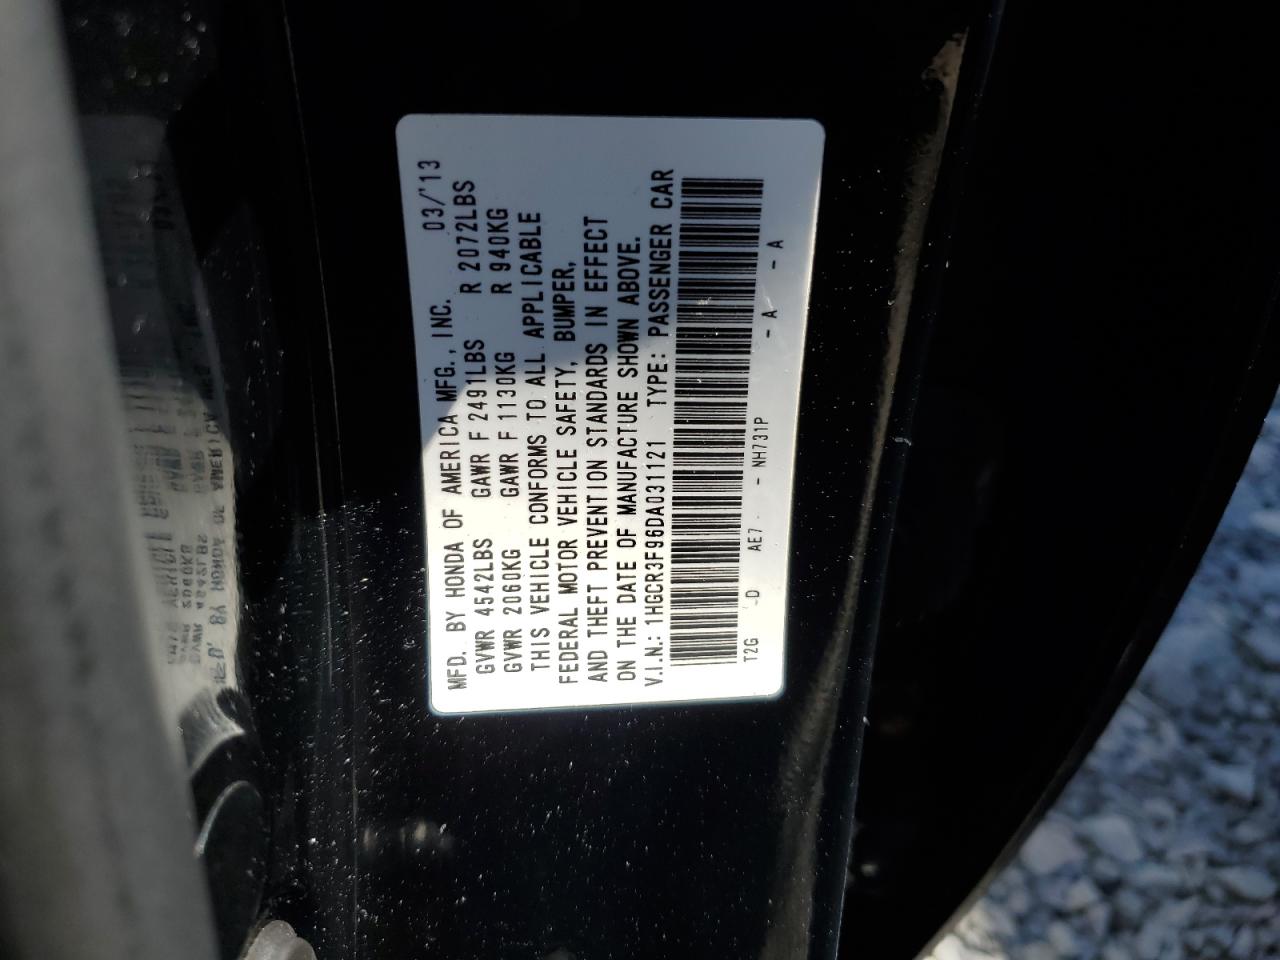 MFD. BY HONDA OF AMERICA MFG., INC. 03/'13
GVWR 4542LBS GAWR F 2491LBS R 2072LBS
GVWR 2060KG GAWR F 1130KG R 940KG
THIS VEHICLE CONFORMS TO ALL APPLICABLE
FEDERAL MOTOR VEHICLE SAFETY, BUMPER,
AND THEFT PREVENTION STANDARDS IN EFFECT
ON THE DATE OF MANUFACTURE SHOWN ABOVE.
V.I.N.: 1HGCR3F96DA031121 TYPE: PASSENGER CAR
T2G -D AE7 - NH731P - A - A